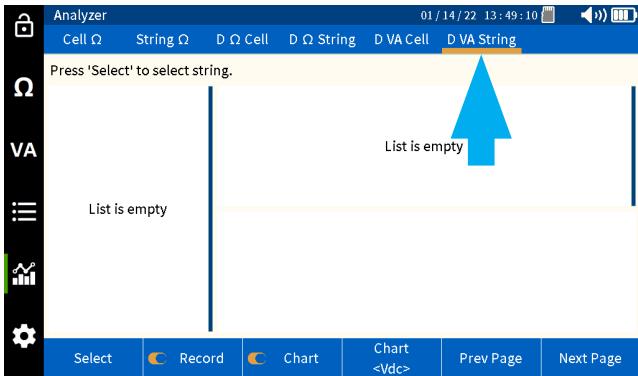 Analyzer
01/14/22 13:49:10
Cell Ω
String Ω
D Ω Cell
D Ω String
D VA Cell
D VA String
Press 'Select' to select string.
Ω
VA
List is empty
List is empty
Select
Record
Chart
Chart
<Vdc>
Prev Page
Next Page